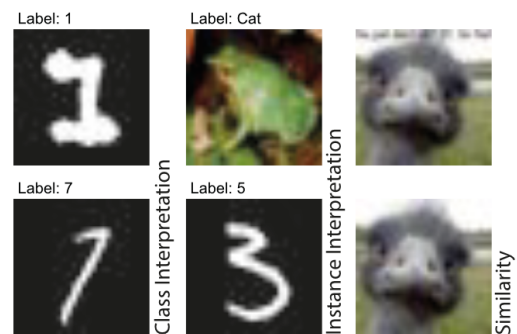 Label: 1
Label: Cat
Label: 7
Class Interpretation
Label: 5
Instance Interpretation
Similarity